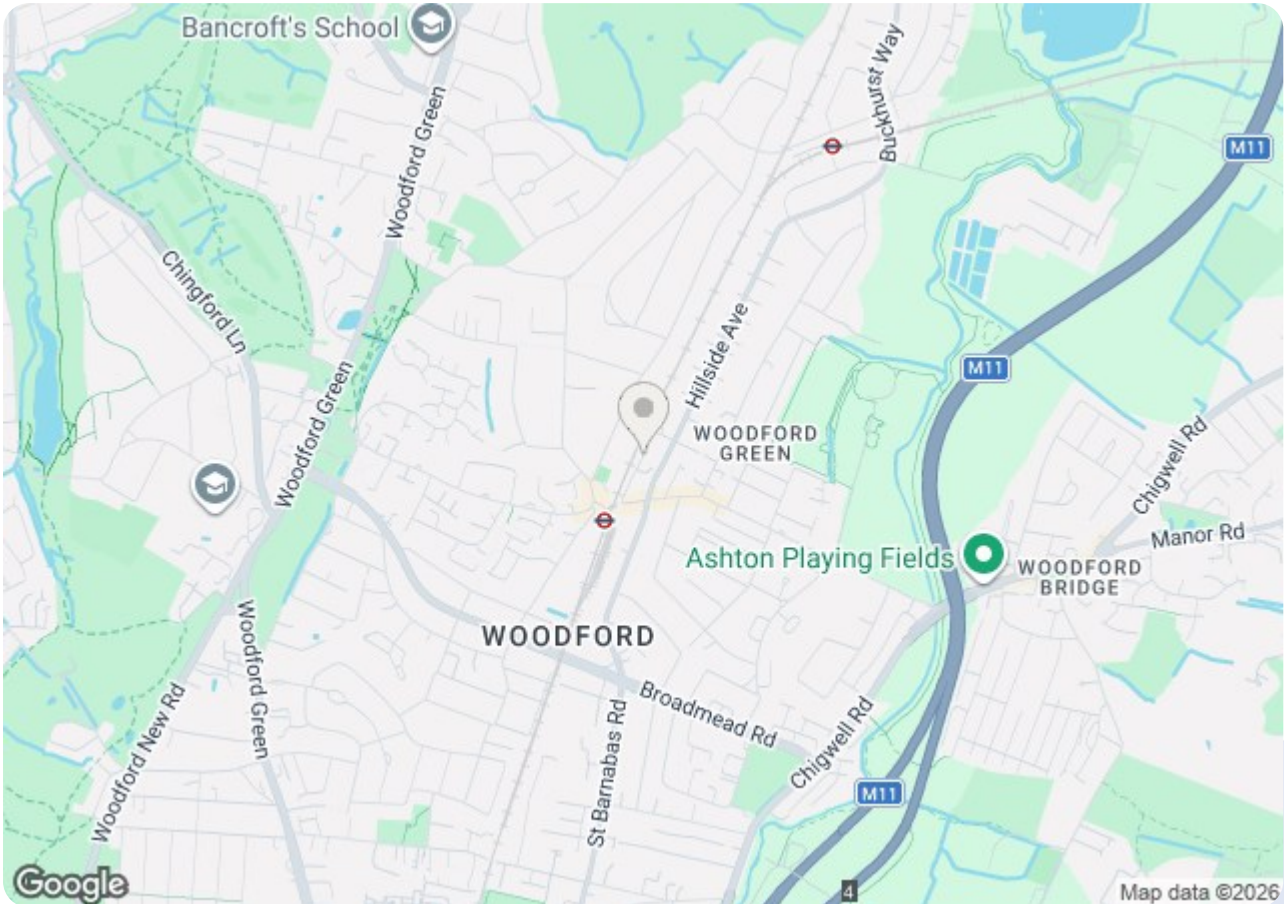 Bancroft's School
Buckhurst Way
Woodford Green
M11
Chingford Ln
Hillside Ave
M11
Woodford Green
WOODFORD
GREEN
Chigwell Rd
Manor Rd
Ashton Playing Fields
WOODFORD
BRIDGE
WOODFORD
Woodford Green
Broadmead Rd
Woodford New Rd
St Barnabas Rd
Chigwell Rd
M11
4
Google
Map data ©2026